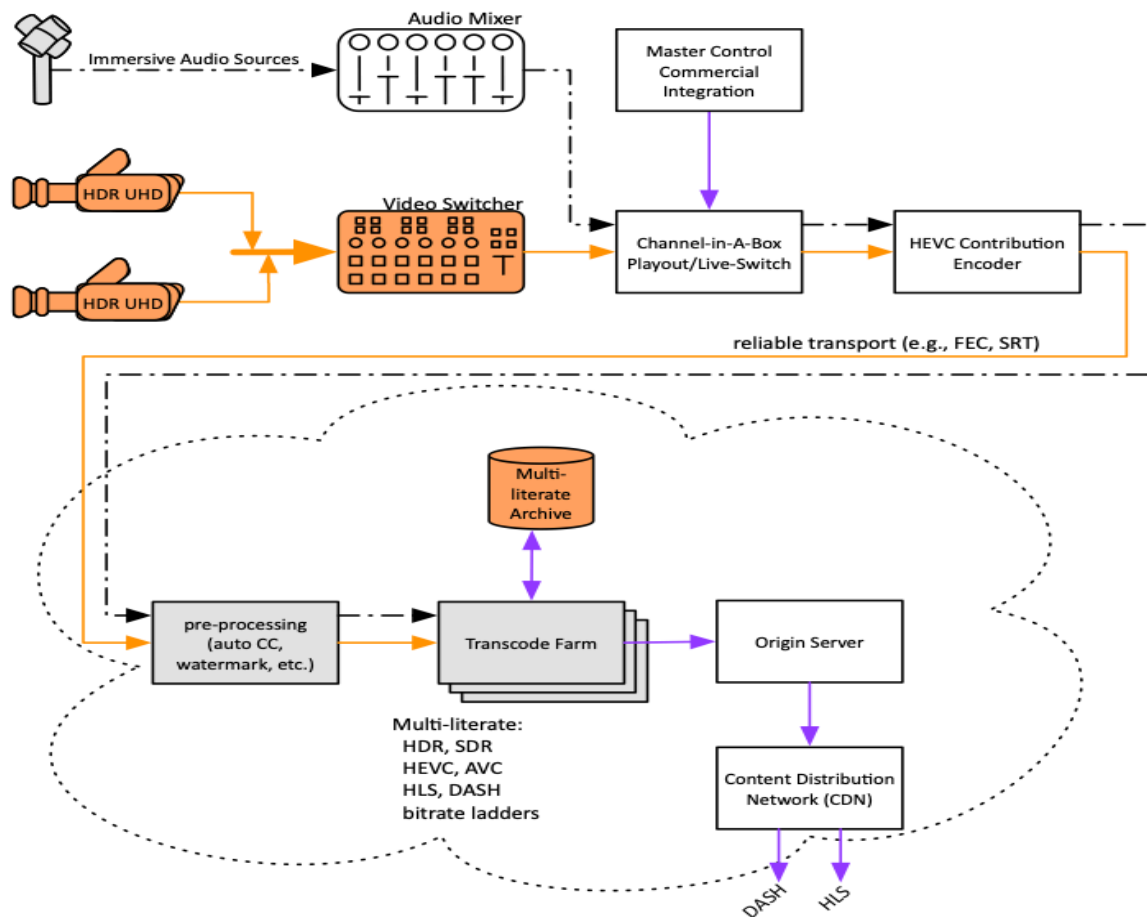 Audio Mixer
Immersive Audio Sources
Master Control
Commercial
Integration
HDR UHD
HDR UHD
Video Switcher
Channel-in-A-Box
Playout/Live-Switch
HEVC Contribution
Encoder
reliable transport (e.g., FEC, SRT)
Multi-
literate
Archive
pre-processing
(auto CC,
watermark, etc.)
Transcode Farm
Origin Server
Multi-literate:
HDR, SDR
HEVC, AVC
HLS, DASH
bitrate ladders
Content Distribution
Network (CDN)
DASH
HLS